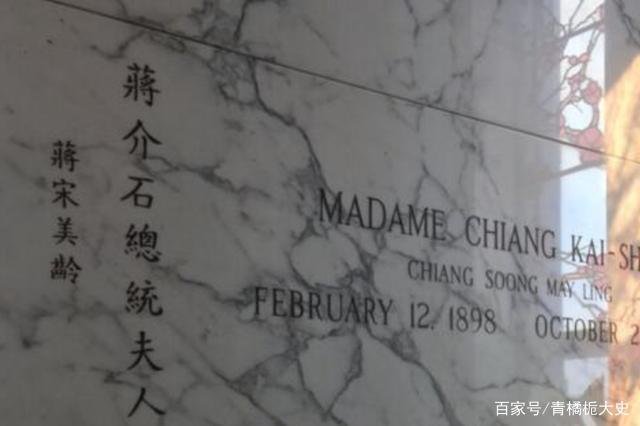 蔣介石總統夫人
蔣宋美齡
MADAME CHIANG KAI-SH
CHIANG SOONG MAY LING
FEBRUARY 12, 1898 OCTOBER 2
百家号/青橘栀大史